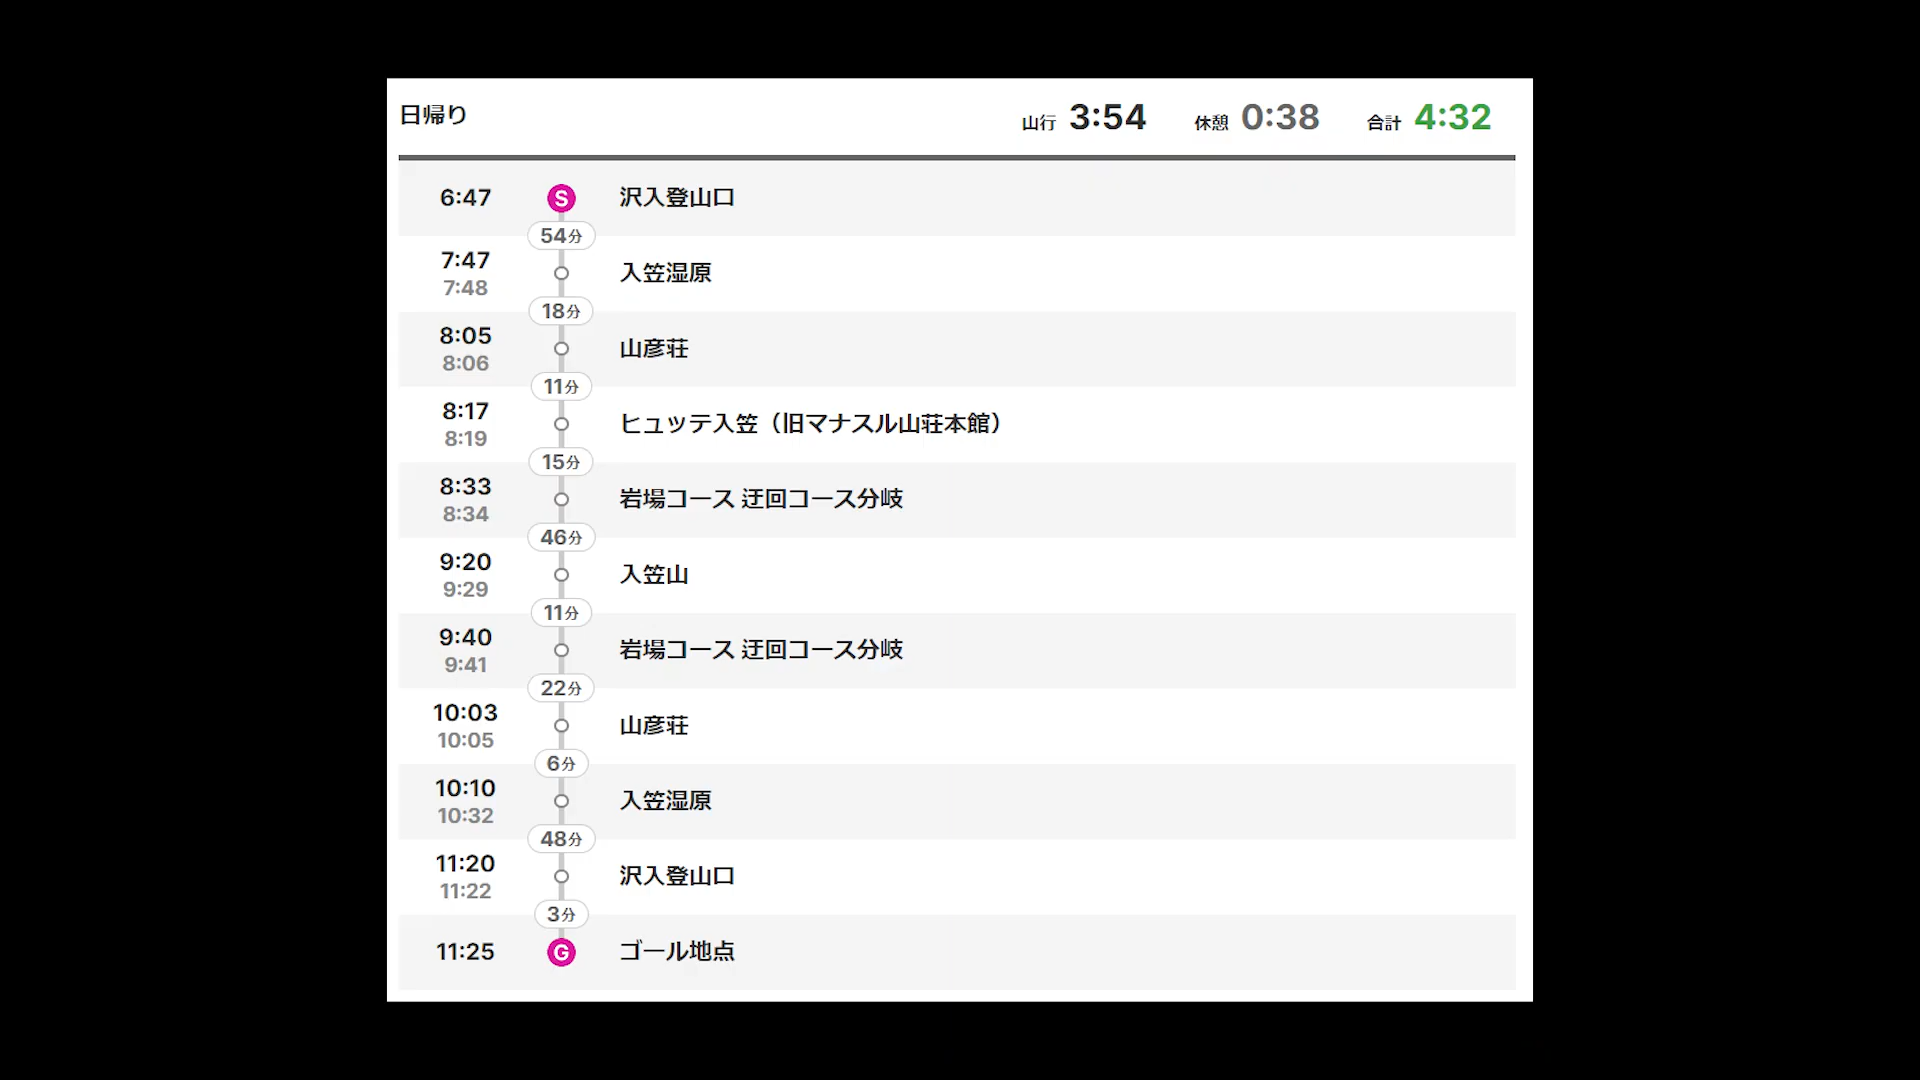 日帰り 山行 3:54 休憩 0:38 合計 4:32
6:47 S 沢入登山口
54分
7:47 入笠湿原
7:48
18分
8:05 山彦荘
8:06
11分
8:17 ヒュッテ入笠（旧マナスル山荘本館）
8:19
15分
8:33 岩場コース 迂回コース分岐
8:34
46分
9:20 入笠山
9:29
11分
9:40 岩場コース 迂回コース分岐
9:41
22分
10:03 山彦荘
10:05
6分
10:10 入笠湿原
10:32
48分
11:20 沢入登山口
11:22
3分
11:25 G ゴール地点